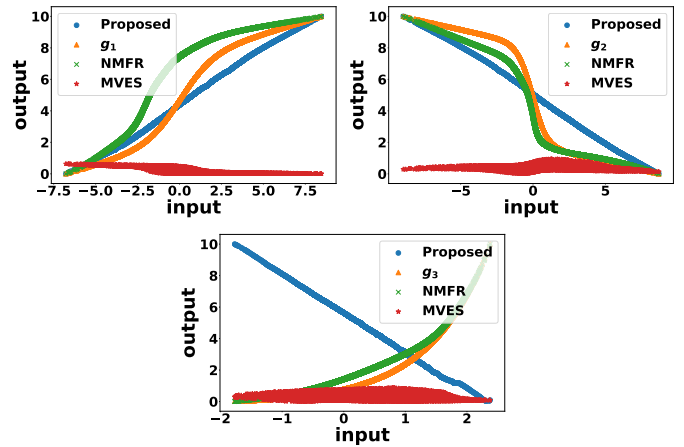 10
8
6
4
2
0
output
Proposed
g1
NMFR
MVES
−7.5 −5.0 −2.5 0.0 2.5 5.0 7.5
input
10
8
6
4
2
0
output
Proposed
g2
NMFR
MVES
−5 0 5
input
10
8
6
4
2
0
output
Proposed
g3
NMFR
MVES
−2 −1 0 1 2
input